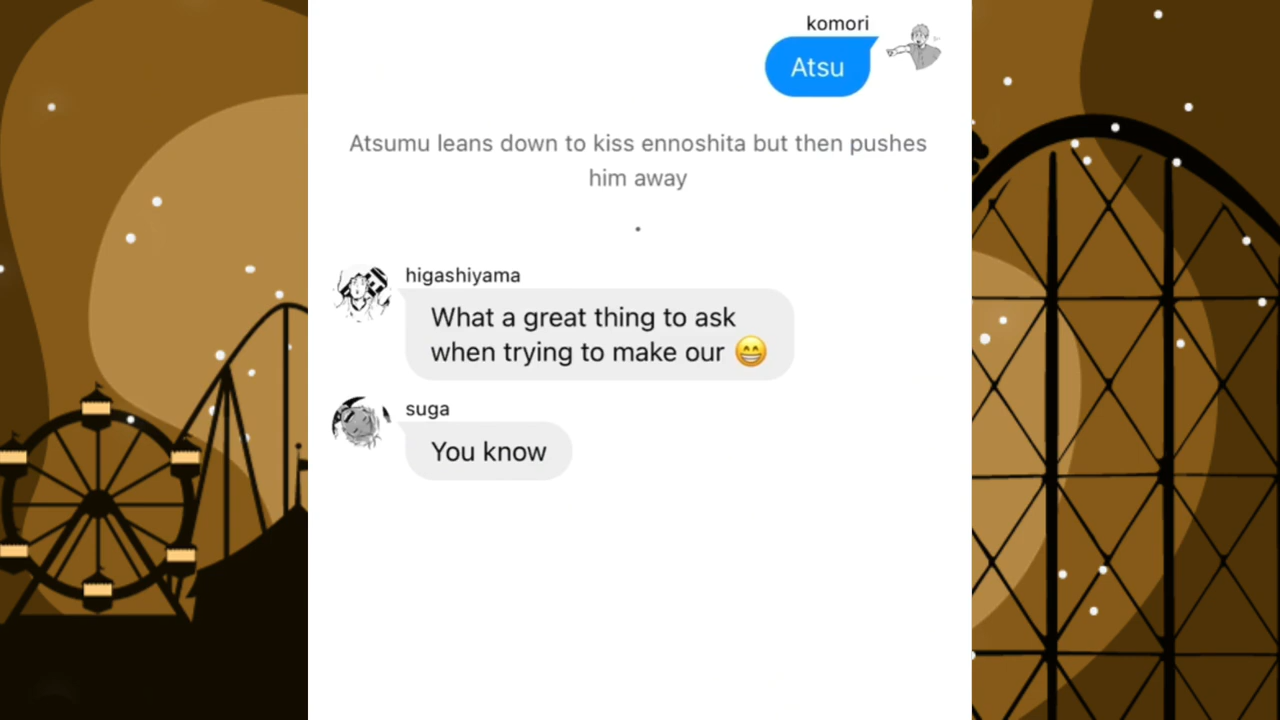 komori
Atsu
Atsumu leans down to kiss ennoshita but then pushes
him away
.
higashiyama
What a great thing to ask
when trying to make our 😁
suga
You know